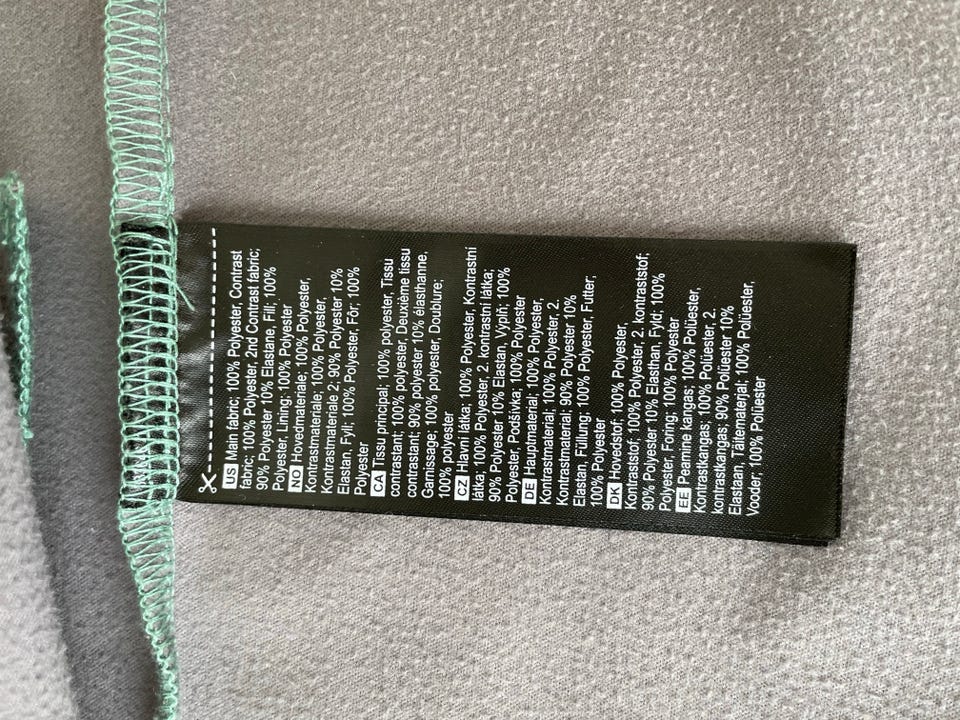 US Main fabric; 100% Polyester, Contrast
fabric; 100% Polyester, 2nd Contrast fabric;
90% Polyester 10% Elastane, Fill; 100%
Polyester, Lining; 100% Polyester
NO Hovedmateriale; 100% Polyester,
Kontrastmateriale; 100% Polyester,
Kontrastmateriale 2; 90% Polyester 10%
Elastan, Fyll; 100% Polyester, Fôr; 100%
Polyester
CA Tissu principal; 100% polyester, Tissu
contrastant; 100% polyester, Deuxième tissu
contrastant; 90% polyester 10% élasthanne,
Garnissage; 100% polyester, Doublure;
100% polyester
CZ Hlavní látka; 100% Polyester, Kontrastní
látka; 100% Polyester, 2. kontrastní látka;
90% Polyester 10% Elastan, Výplň; 100%
Polyester, Podšívka; 100% Polyester
DE Hauptmaterial; 100% Polyester,
Kontrastmaterial; 100% Polyester, 2.
Kontrastmaterial; 90% Polyester 10%
Elastan, Füllung; 100% Polyester, Futter;
100% Polyester
DK Hovedstof; 100% Polyester,
Kontraststof; 100% Polyester, 2. kontraststof;
90% Polyester 10% Elasthan, Fyld; 100%
Polyester, Foring; 100% Polyester
EE Peamine kangas; 100% Polüester,
Kontrastkangas; 100% Polüester, 2.
kontrastkangas; 90% Polüester 10%
Elastaan, Täitematerjal; 100% Polüester,
Vooder; 100% Polüester